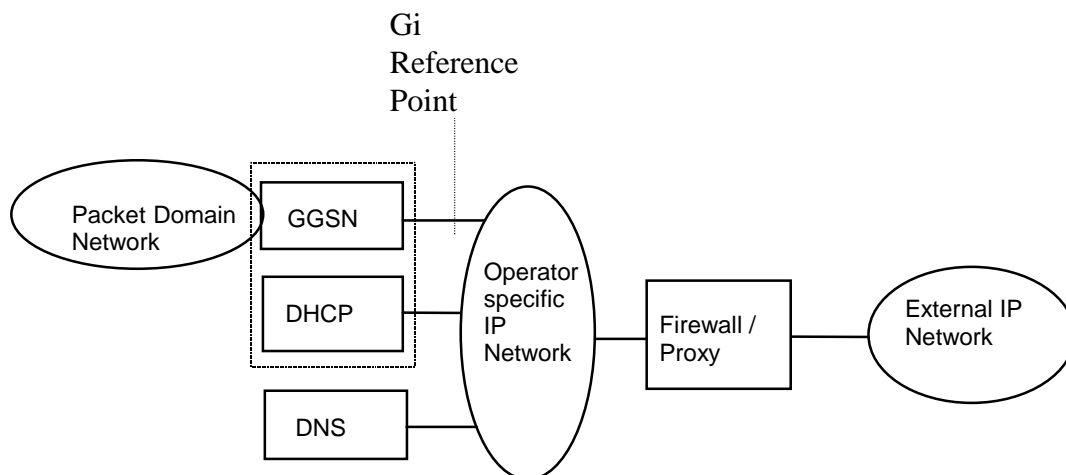 Gi
Reference
Point
Packet Domain
Network
GGSN
DHCP
DNS
Operator
specific
IP
Network
Firewall /
Proxy
External IP
Network